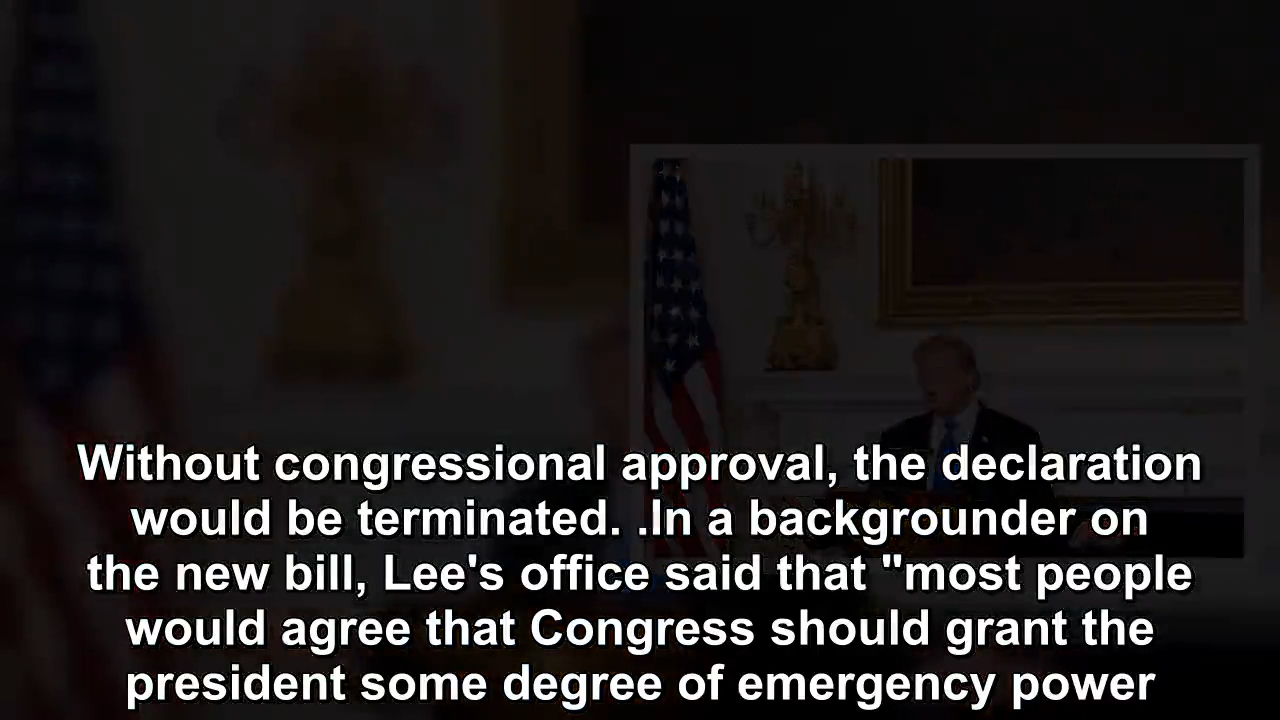 Without congressional approval, the declaration
would be terminated. .In a backgrounder on
the new bill, Lee's office said that "most people
would agree that Congress should grant the
president some degree of emergency power